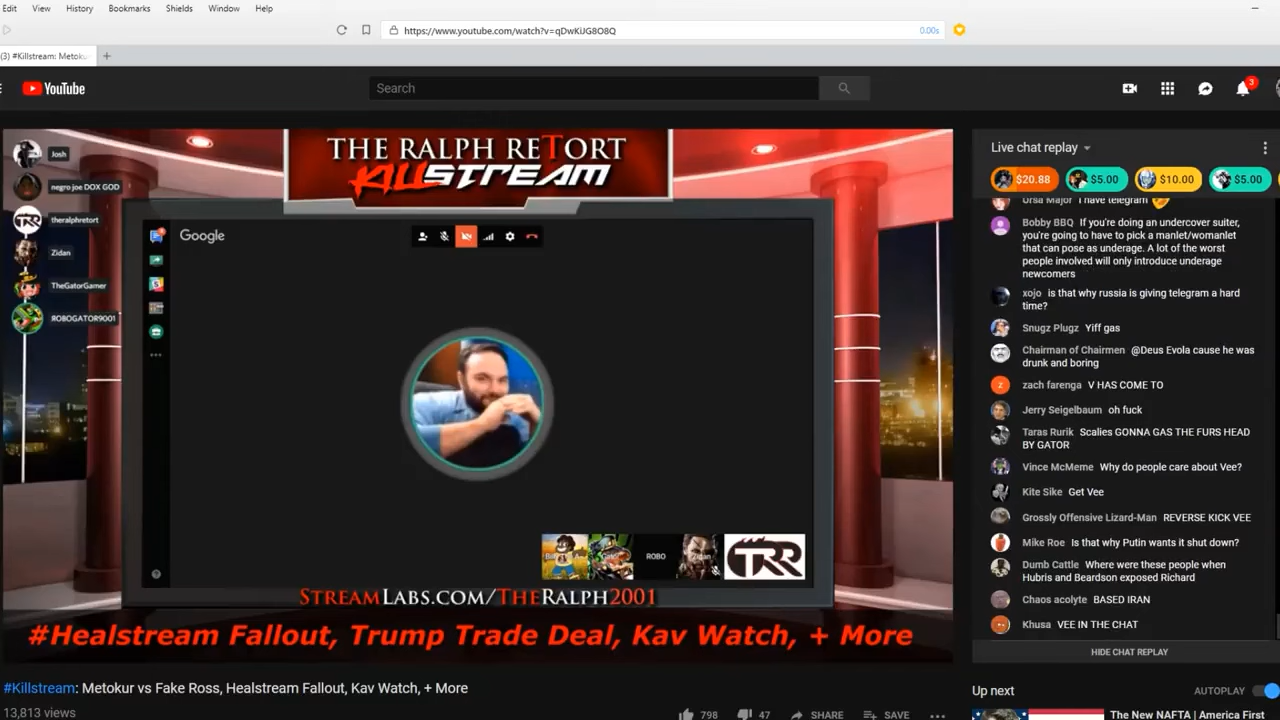 Edit View History Bookmarks Shields Window Help
https://www.youtube.com/watch?v=qDwKiJG8O8Q 0.00s
(3) #Killstream: Metoku
YouTube
Search
3
THE RALPH RETORT
KILLSTREAM
Josh
negro joe DOX GOD
theralphretort
Zidan
TheGatorGamer
ROBOGATOR9001
Google
ROBO
Zidan
TRR
STREAMLABS.COM/THERALPH2001
#Healstream Fallout, Trump Trade Deal, Kav Watch, + More
#Killstream: Metokur vs Fake Ross, Healstream Fallout, Kav Watch, + More
13,813 views
798 47 SHARE SAVE
Live chat replay
$20.88 $5.00 $10.00 $5.00
Ursa Major I have telegram
Bobby BBQ If you're doing an undercover suiter,
you're going to have to pick a manlet/womanlet
that can pose as underage. A lot of the worst
people involved will only introduce underage
newcomers
xojo is that why russia is giving telegram a hard
time?
Snugz Plugz Yiff gas
Chairman of Chairmen @Deus Evola cause he was
drunk and boring
zach farenga V HAS COME TO
Jerry Seigelbaum oh fuck
Taras Rurik Scalies GONNA GAS THE FURS HEAD
BY GATOR
Vince McMeme Why do people care about Vee?
Kite Sike Get Vee
Grossly Offensive Lizard-Man REVERSE KICK VEE
Mike Roe Is that why Putin wants it shut down?
Dumb Cattle Where were these people when
Hubris and Beardson exposed Richard
Chaos acolyte BASED IRAN
Khusa VEE IN THE CHAT
HIDE CHAT REPLAY
Up next AUTOPLAY
The New NAFTA | America First